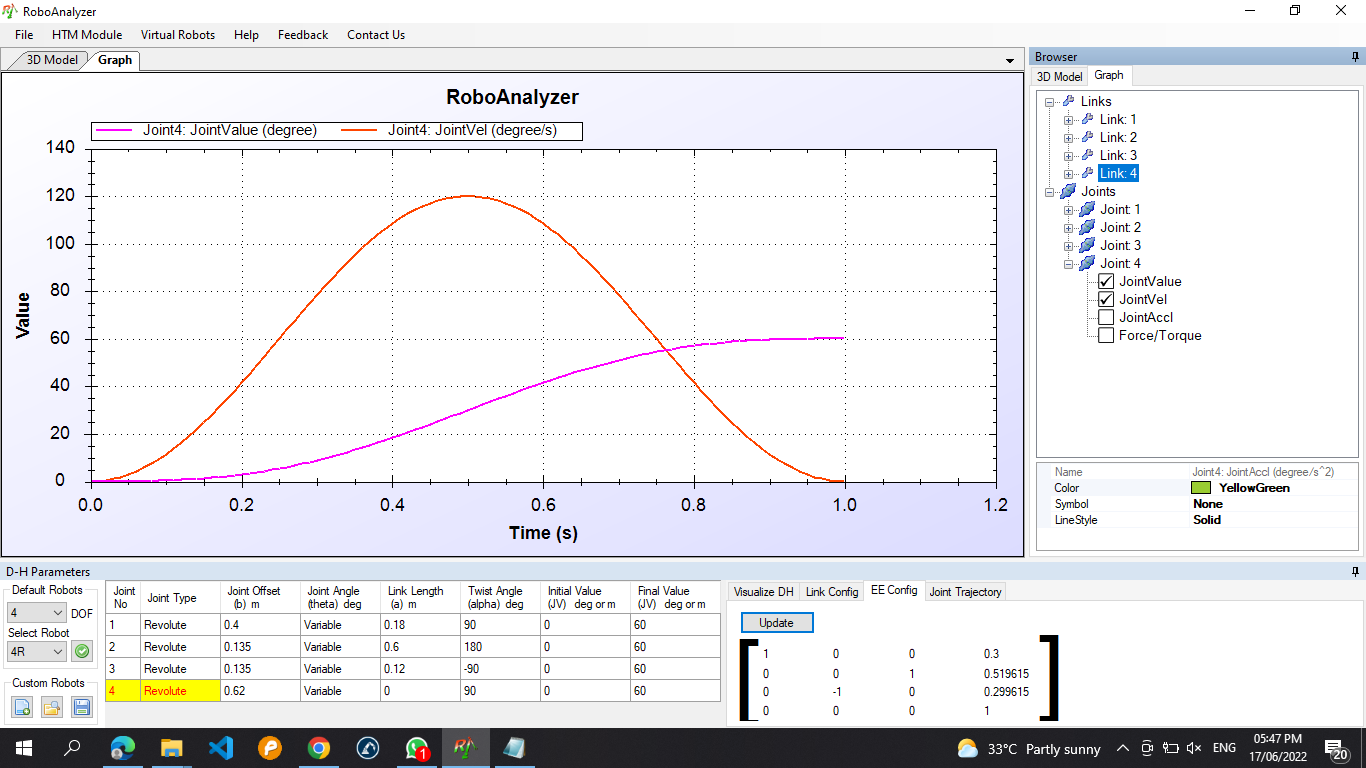 RoboAnalyzer
File HTM Module Virtual Robots Help Feedback Contact Us
3D Model Graph
RoboAnalyzer
Joint4: JointValue (degree) Joint4: JointVel (degree/s)
140
120
100
80
60
40
20
0
Value
0.0 0.2 0.4 0.6 0.8 1.0 1.2
Time (s)
Browser
3D Model Graph
Links
Link: 1
Link: 2
Link: 3
Link: 4
Joints
Joint: 1
Joint: 2
Joint: 3
Joint: 4
JointValue
JointVel
JointAccl
Force/Torque
Name Joint4: JointAccl (degree/s^2)
Color YellowGreen
Symbol None
LineStyle Solid
D-H Parameters
Default Robots
4 DOF
Select Robot
4R
Custom Robots
Joint No Joint Type Joint Offset (b) m Joint Angle (theta) deg Link Length (a) m Twist Angle (alpha) deg Initial Value (JV) deg or m Final Value (JV) deg or m
1 Revolute 0.4 Variable 0.18 90 0 60
2 Revolute 0.135 Variable 0.6 180 0 60
3 Revolute 0.135 Variable 0.12 -90 0 60
4 Revolute 0.62 Variable 0 90 0 60
Visualize DH Link Config EE Config Joint Trajectory
Update
1 0 0 0.3
0 0 1 0.519615
0 -1 0 0.299615
0 0 0 1
33°C Partly sunny ENG 05:47 PM
17/06/2022
1
20